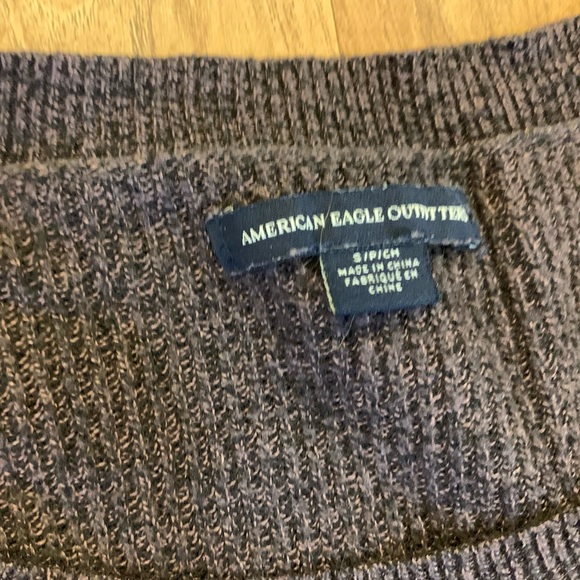 AMERICAN EAGLE OUTFITTERS
S/P/CH
MADE IN CHINA
FABRIQUÉ EN
CHINE